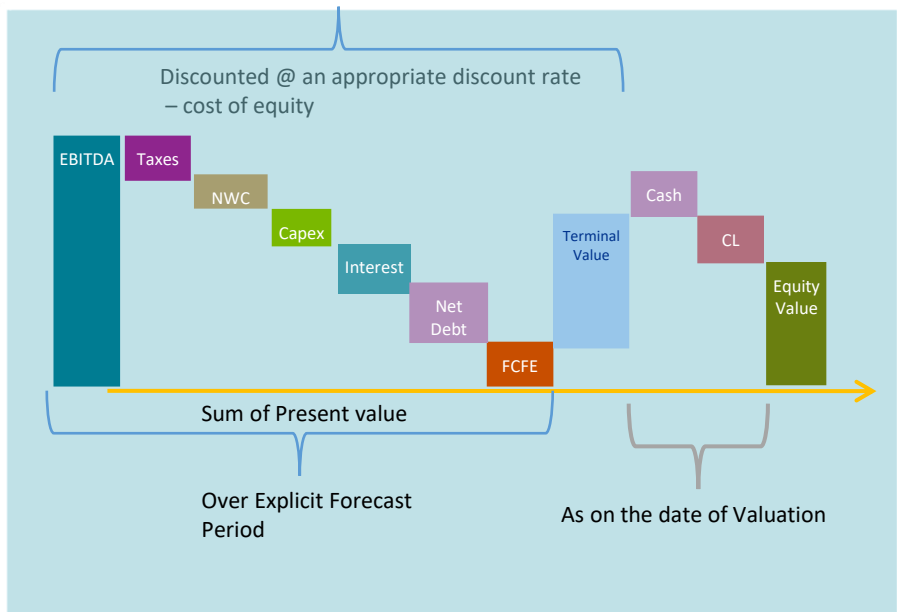 Discounted @ an appropriate discount rate
– cost of equity
EBITDA
Taxes
NWC
Capex
Interest
Net
Debt
FCFE
Terminal
Value
Cash
CL
Equity
Value
Sum of Present value
Over Explicit Forecast
Period
As on the date of Valuation